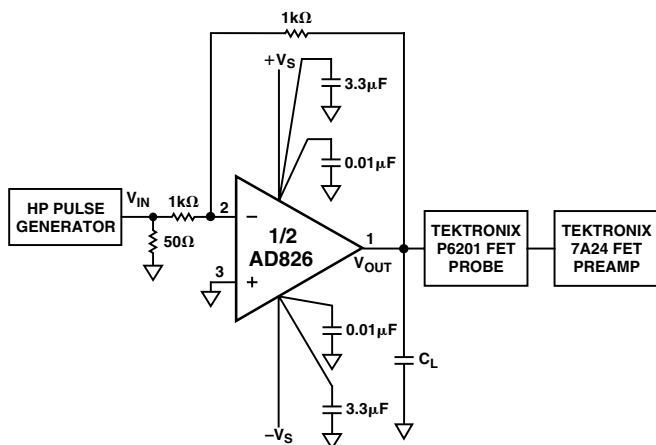 1kΩ
+VS
3.3μF
0.01μF
HP PULSE
GENERATOR
VIN
1kΩ
50Ω
2
3
1/2
AD826
1
VOUT
TEKTRONIX
P6201 FET
PROBE
TEKTRONIX
7A24 FET
PREAMP
0.01μF
CL
3.3μF
–VS